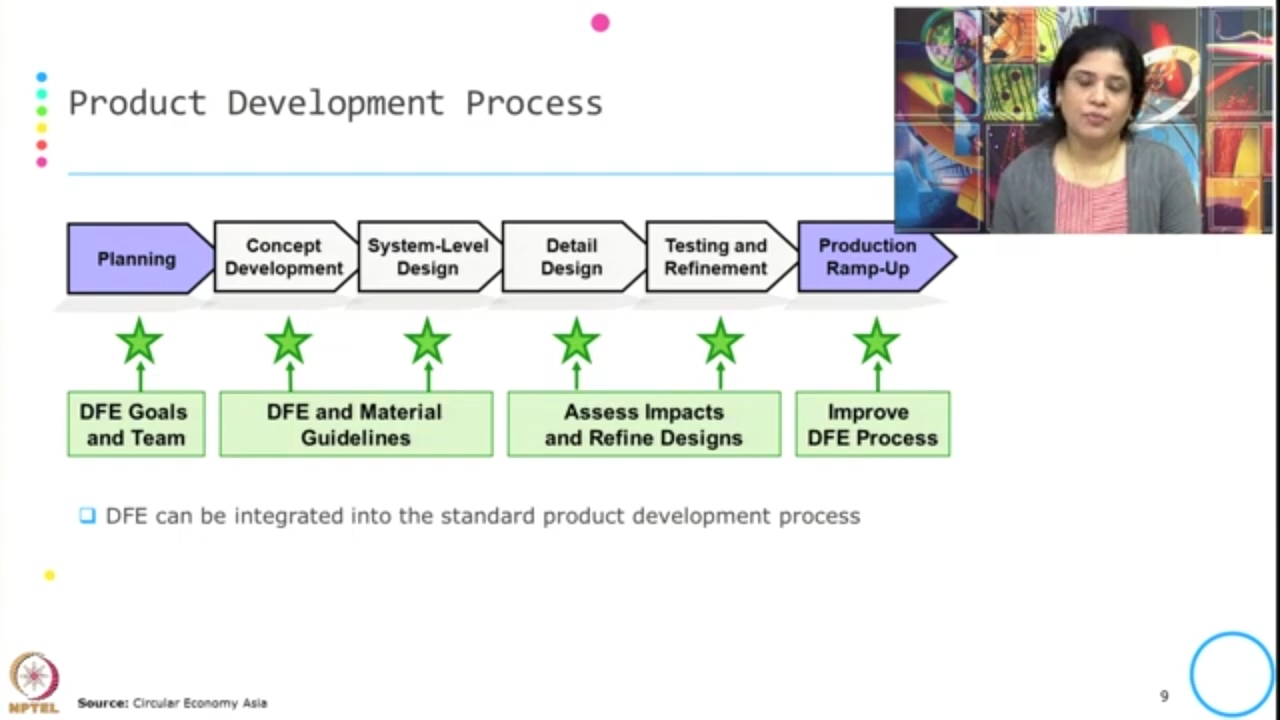 Product Development Process
Planning
Concept
Development
System-Level
Design
Detail
Design
Testing and
Refinement
Production
Ramp-Up
DFE Goals
and Team
DFE and Material
Guidelines
Assess Impacts
and Refine Designs
Improve
DFE Process
DFE can be integrated into the standard product development process
NPTEL
Source: Circular Economy Asia
9